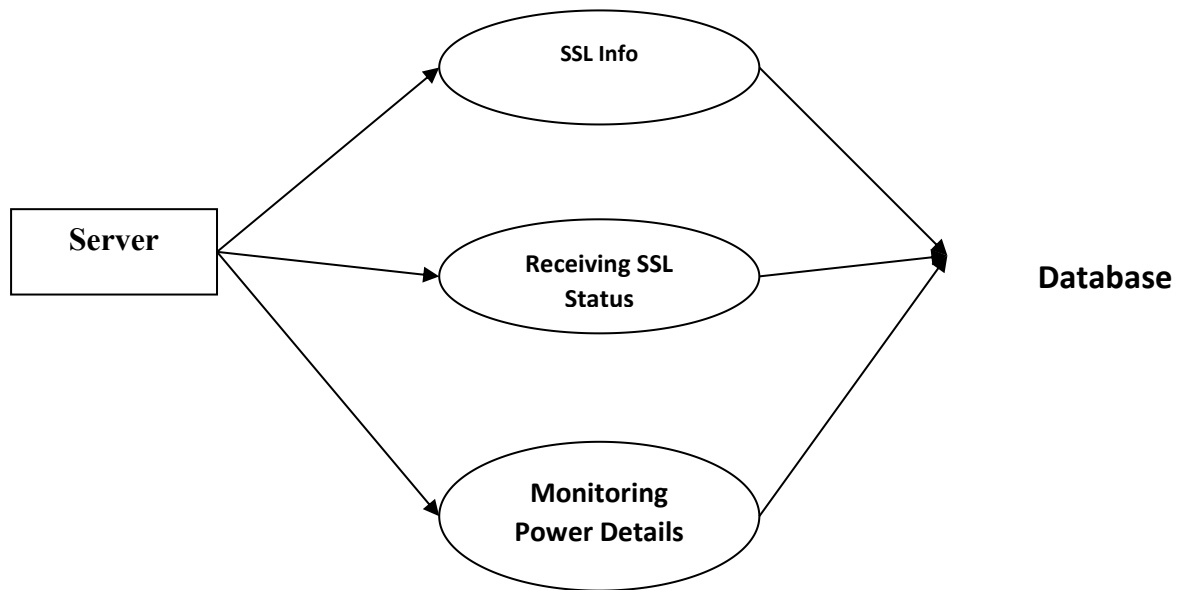 SSL Info
Server
Receiving SSL
Status
Database
Monitoring
Power Details